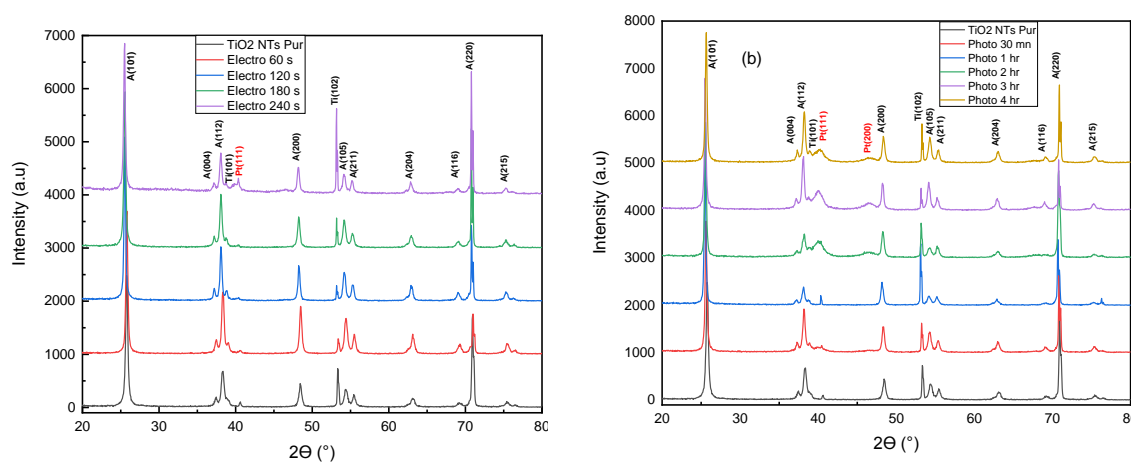 7000
6000
5000
4000
3000
2000
1000
0
Intensity (a.u)
20
30
40
50
60
70
80
2ϴ (°)
TiO2 NTs Pur
Electro 60 s
Electro 120 s
Electro 180 s
Electro 240 s
A(101)
A(004)
A(112)
Ti(101)
Pt(111)
A(200)
Ti(102)
A(105)
A(211)
A(204)
A(116)
A(220)
A(215)
8000
7000
6000
5000
4000
3000
2000
1000
0
Intensity (a.u)
20
30
40
50
60
70
80
2ϴ (°)
(b)
TiO2 NTs Pur
Photo 30 mn
Photo 1 hr
Photo 2 hr
Photo 3 hr
Photo 4 hr
A(101)
A(004)
A(112)
Ti(101)
Pt(111)
Pt(200)
A(200)
Ti(102)
A(105)
A(211)
A(204)
A(116)
A(220)
A(215)